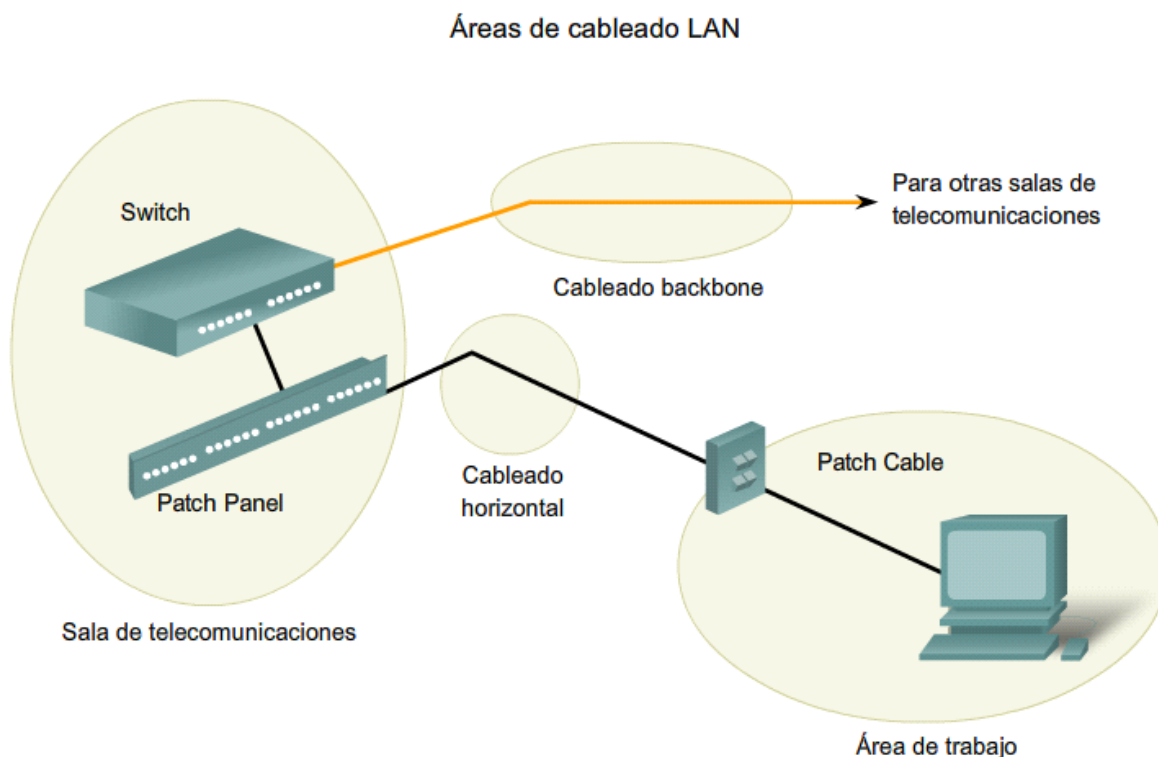 Áreas de cableado LAN
Switch
Para otras salas de
telecomunicaciones
Cableado backbone
Patch Panel
Cableado
horizontal
Patch Cable
Sala de telecomunicaciones
Área de trabajo